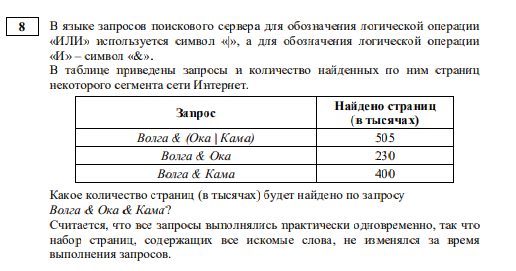 8
В языке запросов поискового сервера для обозначения логической операции
«ИЛИ» используется символ «|», а для обозначения логической операции
«И» – символ «&».
В таблице приведены запросы и количество найденных по ним страниц
некоторого сегмента сети Интернет.
Запрос
Найдено страниц
(в тысячах)
Волга & (Ока | Кама)
505
Волга & Ока
230
Волга & Кама
400
Какое количество страниц (в тысячах) будет найдено по запросу
Волга & Ока & Кама?
Считается, что все запросы выполнялись практически одновременно, так что
набор страниц, содержащих все искомые слова, не изменялся за время
выполнения запросов.